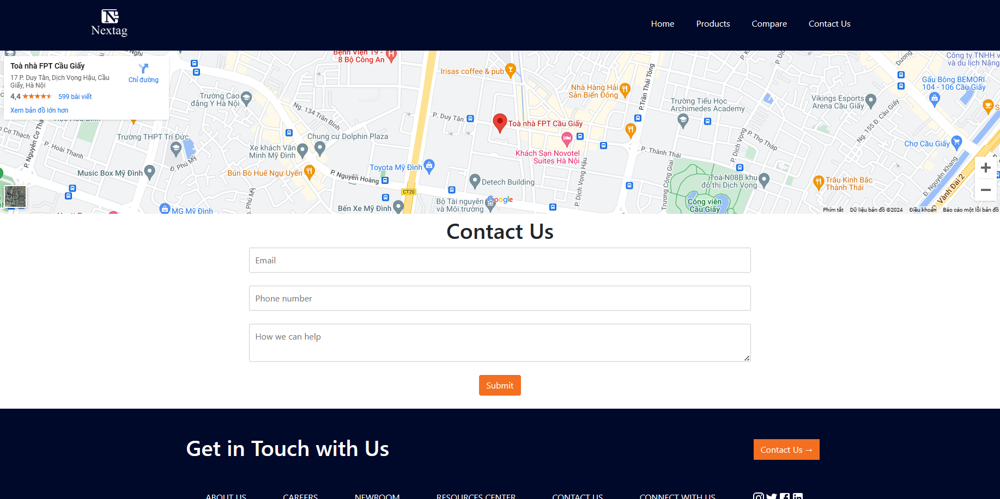 Nextag
Home
Products
Compare
Contact Us
Toà nhà FPT Cầu Giấy
17 P. Duy Tân, Dịch Vọng Hậu, Cầu
Giấy, Hà Nội
4,4
599 bài viết
Chỉ đường
Xem bản đồ lớn hơn
Nghi
Bệnh Viện 19 -
8 Bộ Công An
Irisas coffee & pub
Nhà Hàng Hải
Sản Biển Đông
P.Trần Thái Tông
Dương
Công ty TNHH v
và du lịch Nắng
Gấu Bông BEMORI
104 - 106 Cầu Giấy
Trường Cao
đẳng Y Hà Nội
Ng. 134 Trần Bình
P. Duy Tân
Toà nhà FPT Cầu Giấy
Trường Tiểu Học
Archimedes Academy
Vikings Esports
Arena Cầu Giấy
Ng. 155 Đ. Cầu Giấy
P. Nguyễn Cơ Thạ
Trường THPT Trí Đức
P. Hoài Thanh
Chung cư Dolphin Plaza
Xe khách Văn
Minh Mỹ Đình
Khách Sạn Novotel
Suites Hà Nội
P. Thành Thái
P. Dịch Vọng
P. Thọ Tháp
Chợ Cầu Giấy
Music Box Mỹ Đình
Đ. Phú Mỹ
Toyota Mỹ Đình
Bún Bò Huế Ngự Uyển
P. Nguyễn Hoàng
Detech Building
P. Dịch Vọng Hậu
Trương Công Giai
Toà N08B khu
đô thị Dịch Vọng
Trâu Kinh Bắc
Thành Thái
Đ. Nguyễn Khang
Vành Đai 2
CT20
P. Phú Mỹ
MG Mỹ Đình
Bến Xe Mỹ Đình
Bộ Tài nguyên
và Môi trường
Google
Công viên
Cầu Giấy
Phím tắt
Dữ liệu bản đồ ©2024
Điều khoản
Báo cáo một lỗi bản đồ
Contact Us
Email
Phone number
How we can help
Submit
Get in Touch with Us
Contact Us →
ABOUT US
CAREERS
NEWROOM
RESOURCES CENTER
CONTACT US
CONNECT WITH US